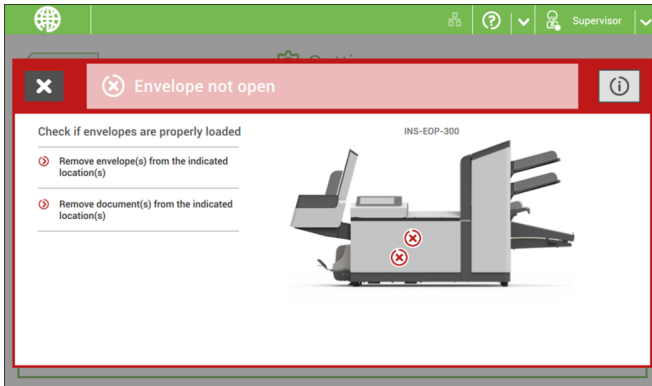 Supervisor
Envelope not open
Check if envelopes are properly loaded
INS-EOP-300
Remove envelope(s) from the indicated
location(s)
Remove document(s) from the indicated
location(s)